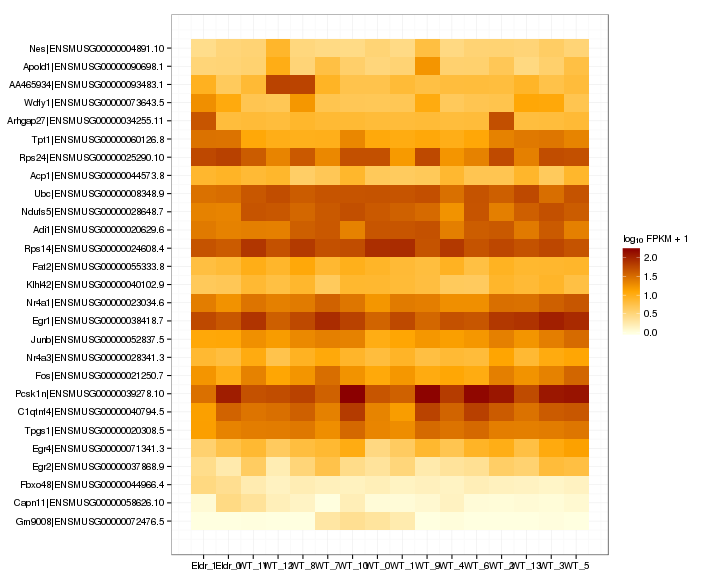 Nes|ENSMUSG00000004891.10
Apold1|ENSMUSG00000090698.1
AA465934|ENSMUSG00000093483.1
Wdfy1|ENSMUSG00000073643.5
Arhgap27|ENSMUSG00000034255.11
Tpt1|ENSMUSG00000060126.8
Rps24|ENSMUSG00000025290.10
Acp1|ENSMUSG00000044573.8
Ubc|ENSMUSG00000008348.9
Ndufs5|ENSMUSG00000028648.7
Adi1|ENSMUSG00000020629.6
Rps14|ENSMUSG00000024608.4
Fat2|ENSMUSG00000055333.8
Klhl42|ENSMUSG00000040102.9
Nr4a1|ENSMUSG00000023034.6
Egr1|ENSMUSG00000038418.7
Junb|ENSMUSG00000052837.5
Nr4a3|ENSMUSG00000028341.3
Fos|ENSMUSG00000021250.7
Pcsk1n|ENSMUSG00000039278.10
C1qtnf4|ENSMUSG00000040794.5
Tpgs1|ENSMUSG00000020308.5
Egr4|ENSMUSG00000071341.3
Egr2|ENSMUSG00000037868.9
Fbxo48|ENSMUSG00000044966.4
Capn11|ENSMUSG00000058626.10
Gm9008|ENSMUSG00000072476.5
Eldr_1 Eldr_0 WT_11 WT_12 WT_8 WT_7 WT_10 WT_0 WT_1 WT_9 WT_4 WT_6 WT_2 WT_13 WT_3 WT_5
log10 FPKM + 1
2.0
1.5
1.0
0.5
0.0